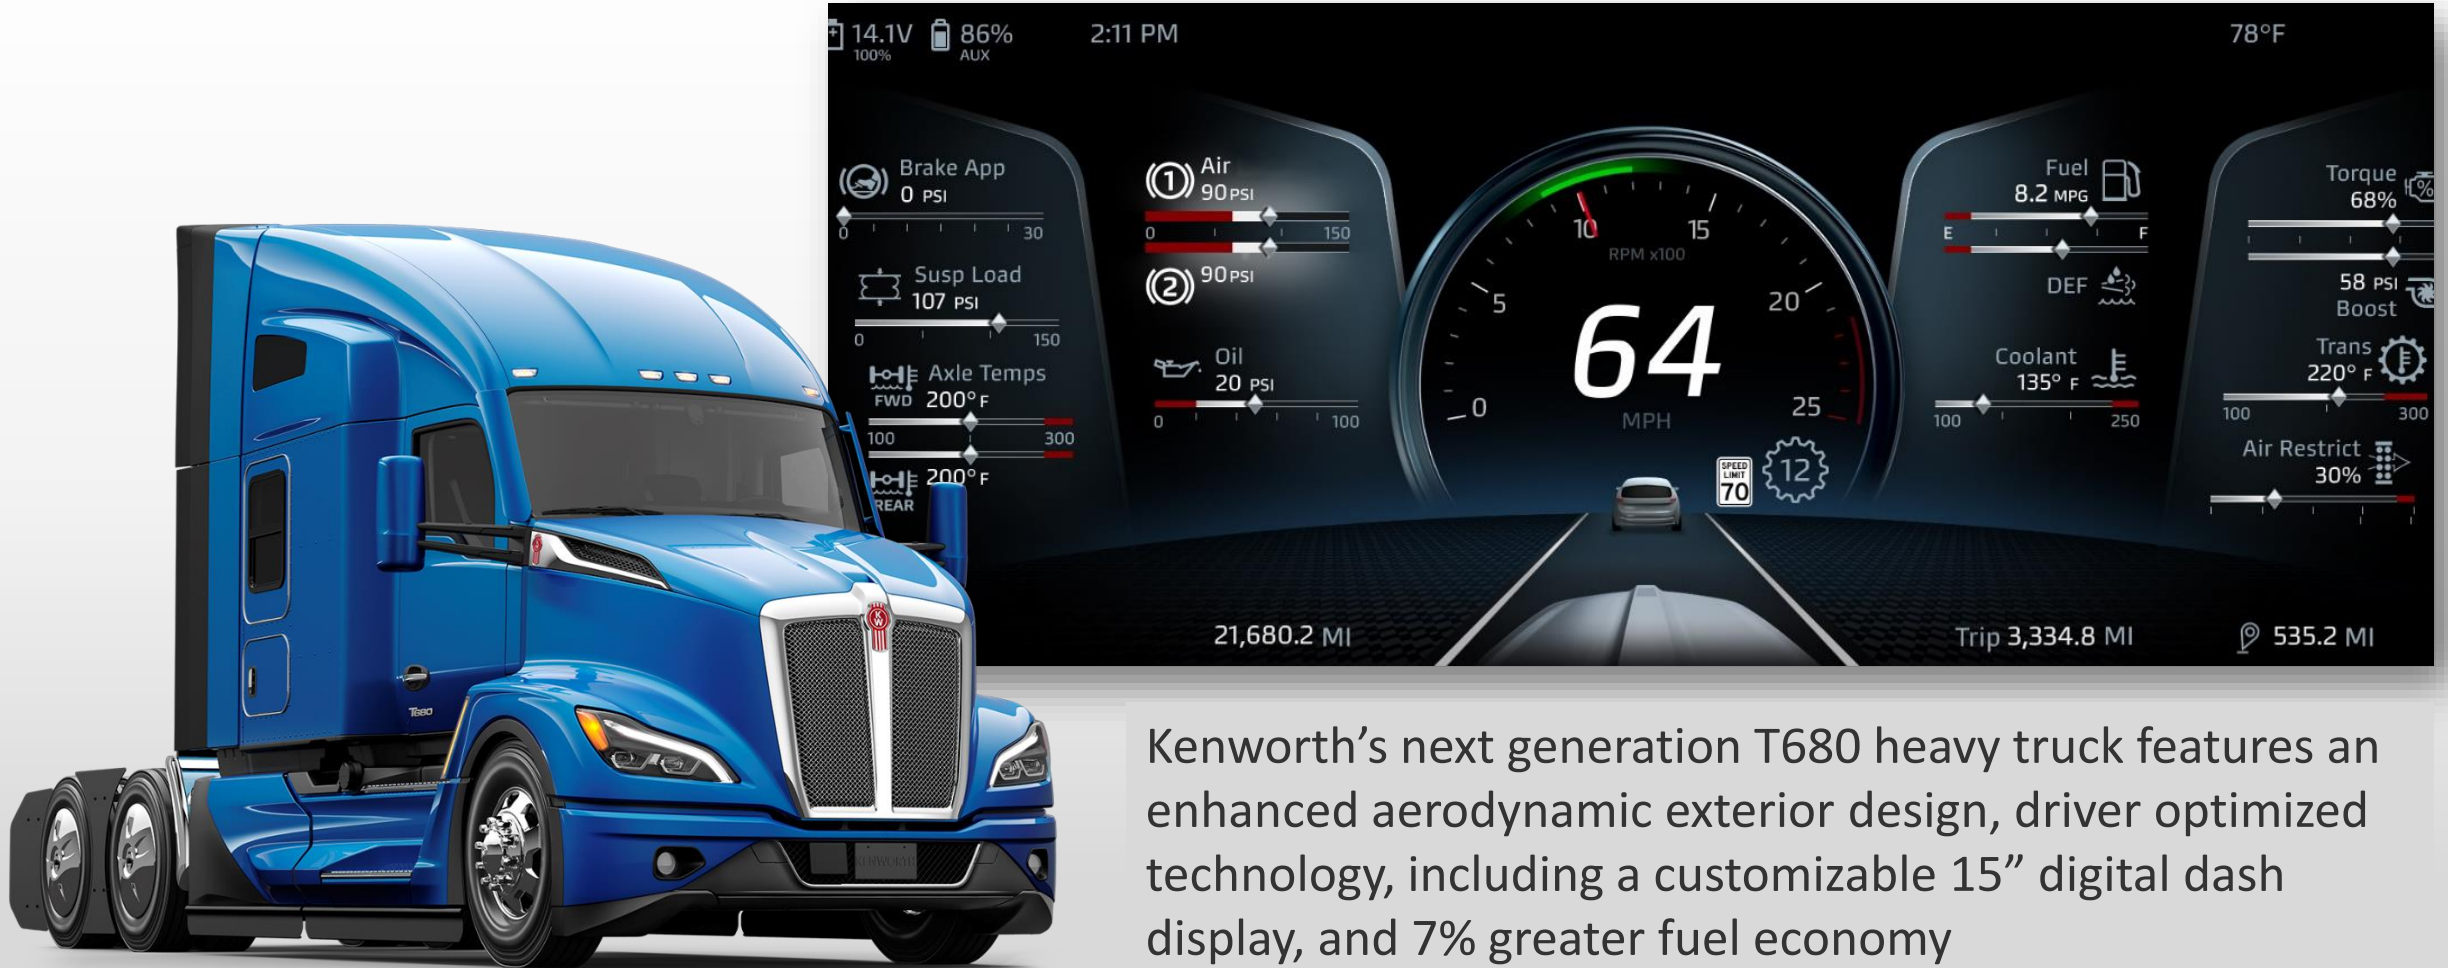 14.1V 86% 2:11 PM 78°F
100% AUX
Brake App
0 PSI
0 30
Susp Load
107 PSI
0 150
Axle Temps
FWD 200° F
100 300
200° F
REAR
1 Air
90 PSI
0 150
2 90 PSI
Oil
20 PSI
0 100
0 5 10 15 20 25
RPM x100
64
MPH
SPEED
LIMIT
70
12
Fuel
8.2 MPG
E F
DEF
Coolant
135° F
100 250
Torque
68%
%
58 PSI
Boost
Trans
220° F
100 300
Air Restrict
30%
21,680.2 MI Trip 3,334.8 MI 535.2 MI
KW
T680
KENWORTH
Kenworth’s next generation T680 heavy truck features an
enhanced aerodynamic exterior design, driver optimized
technology, including a customizable 15” digital dash
display, and 7% greater fuel economy